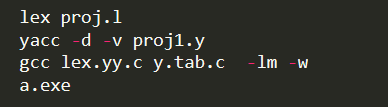 lex proj.l
yacc -d -v proj1.y
gcc lex.yy.c y.tab.c  -lm -w
a.exe